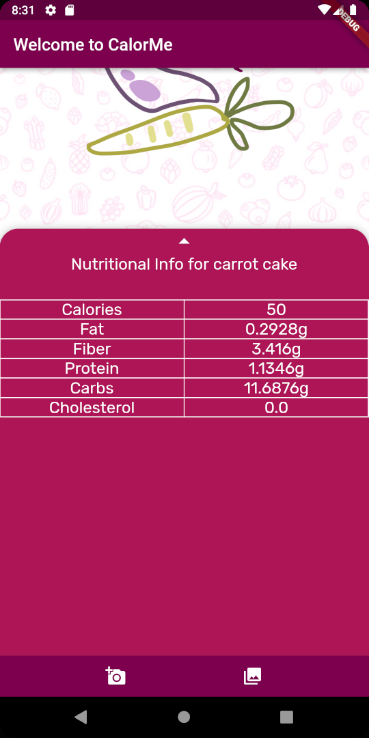 8:31
DEBUG
Welcome to CalorMe
Nutritional Info for carrot cake
Calories 50
Fat 0.2928g
Fiber 3.416g
Protein 1.1346g
Carbs 11.6876g
Cholesterol 0.0